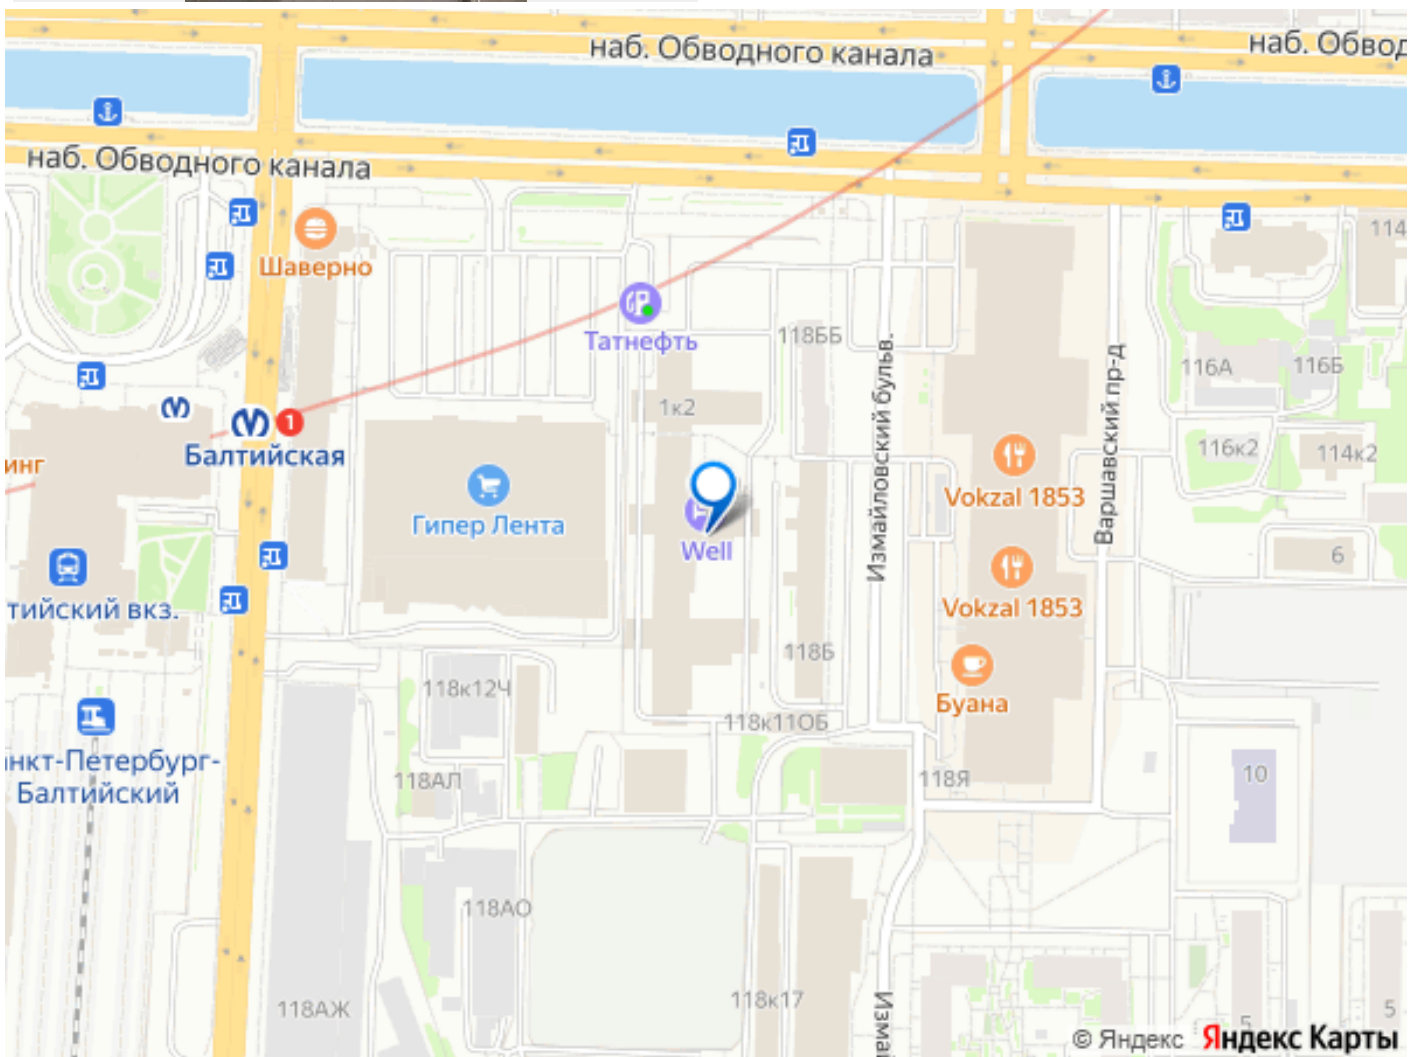 наб. Обводного канала
наб. Обвод
наб. Обводного канала
Шаверно
114
Татнефть
118ББ
Измайловский бульв.
Варшавский пр-д
116А
116Б
1к2
1
Балтийская
инг
Гипер Лента
Well
Vokzal 1853
116к2
114к2
6
тийский вкз.
Vokzal 1853
118Б
118к12Ч
Буана
118к11ОБ
нкт-Петербург-
Балтийский
118АЛ
118Я
10
118АО
118АЖ
118к17
Измай
5
5
© Яндекс Яндекс Карты